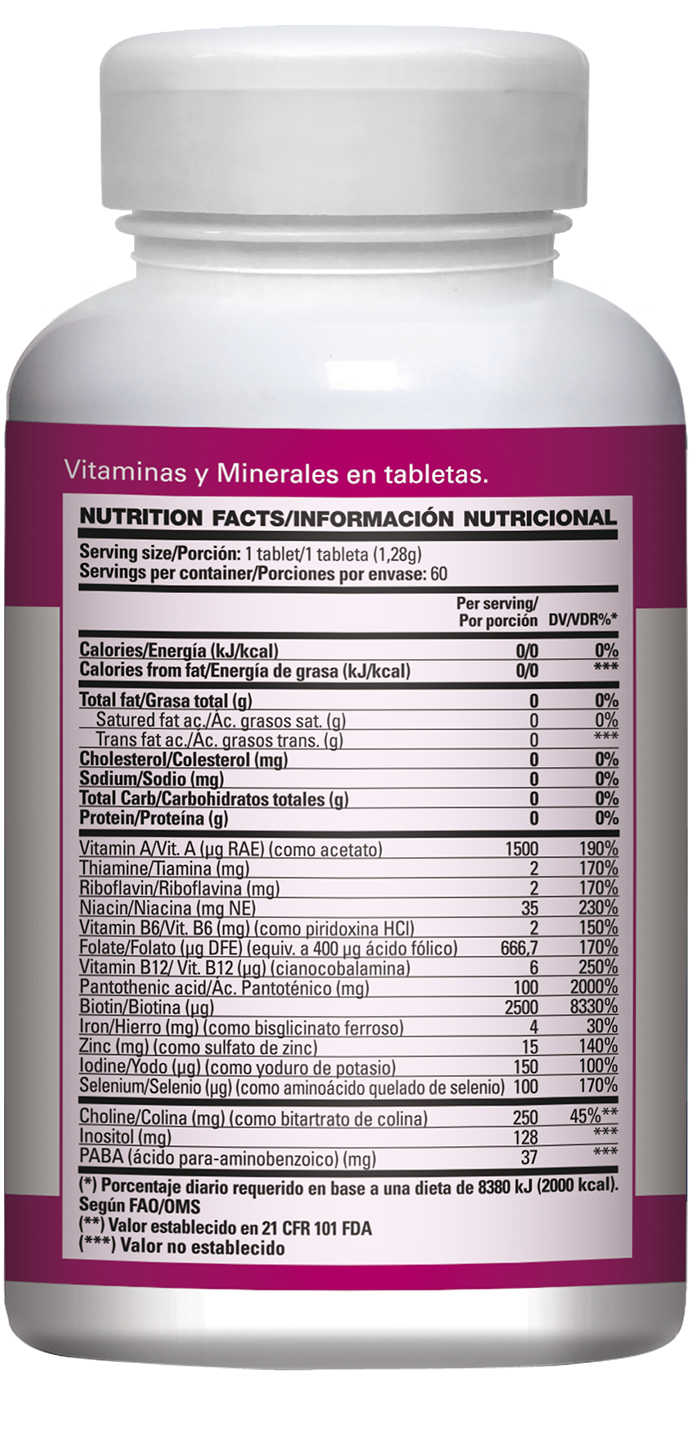 Vitaminas y Minerales en tabletas.
NUTRITION FACTS/INFORMACIÓN NUTRICIONAL
Serving size/Porción: 1 tablet/1 tableta (1,28g)
Servings per container/Porciones por envase: 60
Per serving/
Por porción DV/VDR%*
Calories/Energía (kJ/kcal) 0/0 0%
Calories from fat/Energía de grasa (kJ/kcal) 0/0 ***
Total fat/Grasa total (g) 0 0%
Satured fat ac./Ác. grasos sat. (g) 0 0%
Trans fat ac./Ác. grasos trans. (g) 0 ***
Cholesterol/Colesterol (mg) 0 0%
Sodium/Sodio (mg) 0 0%
Total Carb/Carbohidratos totales (g) 0 0%
Protein/Proteína (g) 0 0%
Vitamin A/Vit. A (µg RAE) (como acetato) 1500 190%
Thiamine/Tiamina (mg) 2 170%
Riboflavin/Riboflavina (mg) 2 170%
Niacin/Niacina (mg NE) 35 230%
Vitamin B6/Vit. B6 (mg) (como piridoxina HCl) 2 150%
Folate/Folato (µg DFE) (equiv. a 400 µg ácido fólico) 666,7 170%
Vitamin B12/ Vit. B12 (µg) (cianocobalamina) 6 250%
Pantothenic acid/Ác. Pantoténico (mg) 100 2000%
Biotin/Biotina (µg) 2500 8330%
Iron/Hierro (mg) (como bisglicinato ferroso) 4 30%
Zinc (mg) (como sulfato de zinc) 15 140%
Iodine/Yodo (µg) (como yoduro de potasio) 150 100%
Selenium/Selenio (µg) (como aminoácido quelado de selenio) 100 170%
Choline/Colina (mg) (como bitartrato de colina) 250 45%**
Inositol (mg) 128 ***
PABA (ácido para-aminobenzoico) (mg) 37 ***
(*) Porcentaje diario requerido en base a una dieta de 8380 kJ (2000 kcal).
Según FAO/OMS
(**) Valor establecido en 21 CFR 101 FDA
(***) Valor no establecido